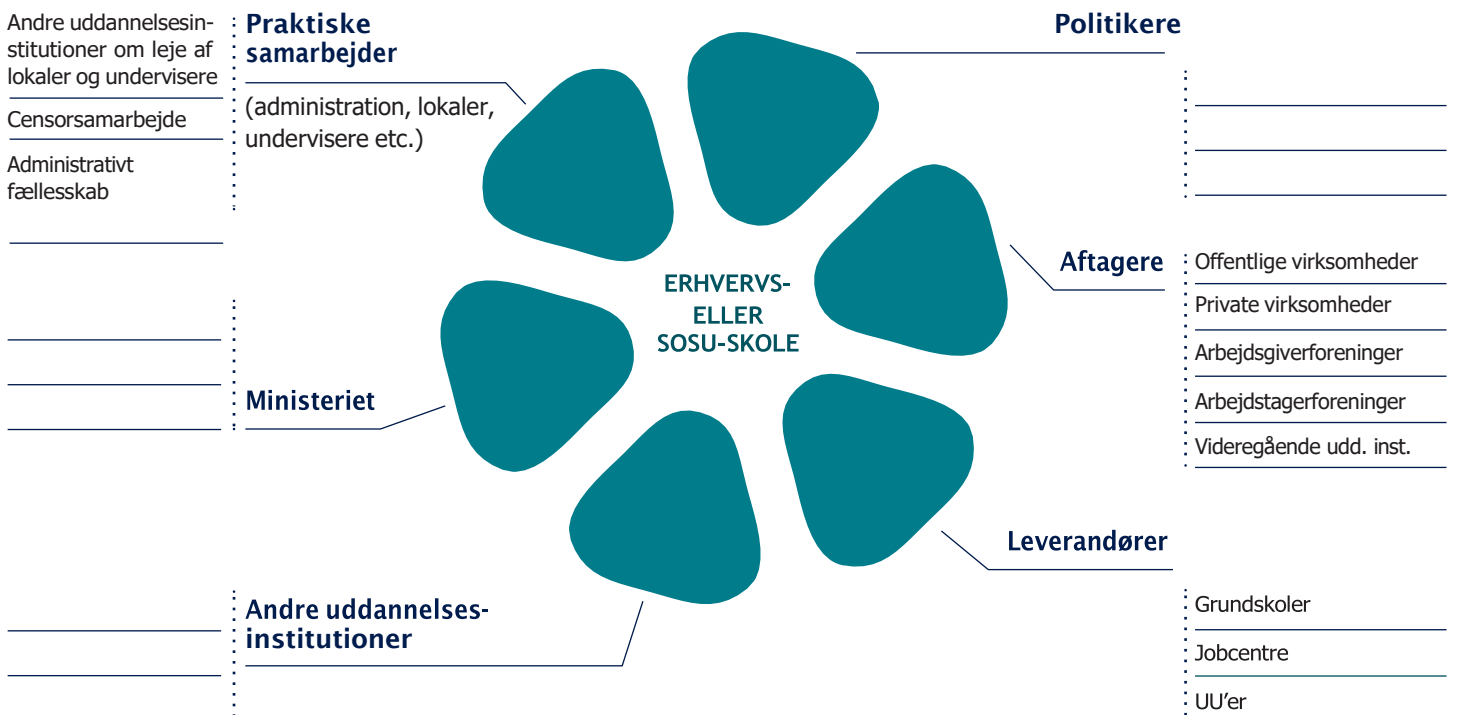 Andre uddannelsesin-
stitutioner om leje af
lokaler og undervisere
Censorsamarbejde
Administrativt
fællesskab
Praktiske
samarbejder
(administration, lokaler,
undervisere etc.)
Politikere
Aftagere
Offentlige virksomheder
Private virksomheder
Arbejdsgiverforeninger
Arbejdstagerforeninger
Videregående udd. inst.
ERHVERVS-
ELLER
SOSU-SKOLE
Ministeriet
Leverandører
Grundskoler
Jobcentre
UU'er
Andre uddannelses-
institutioner